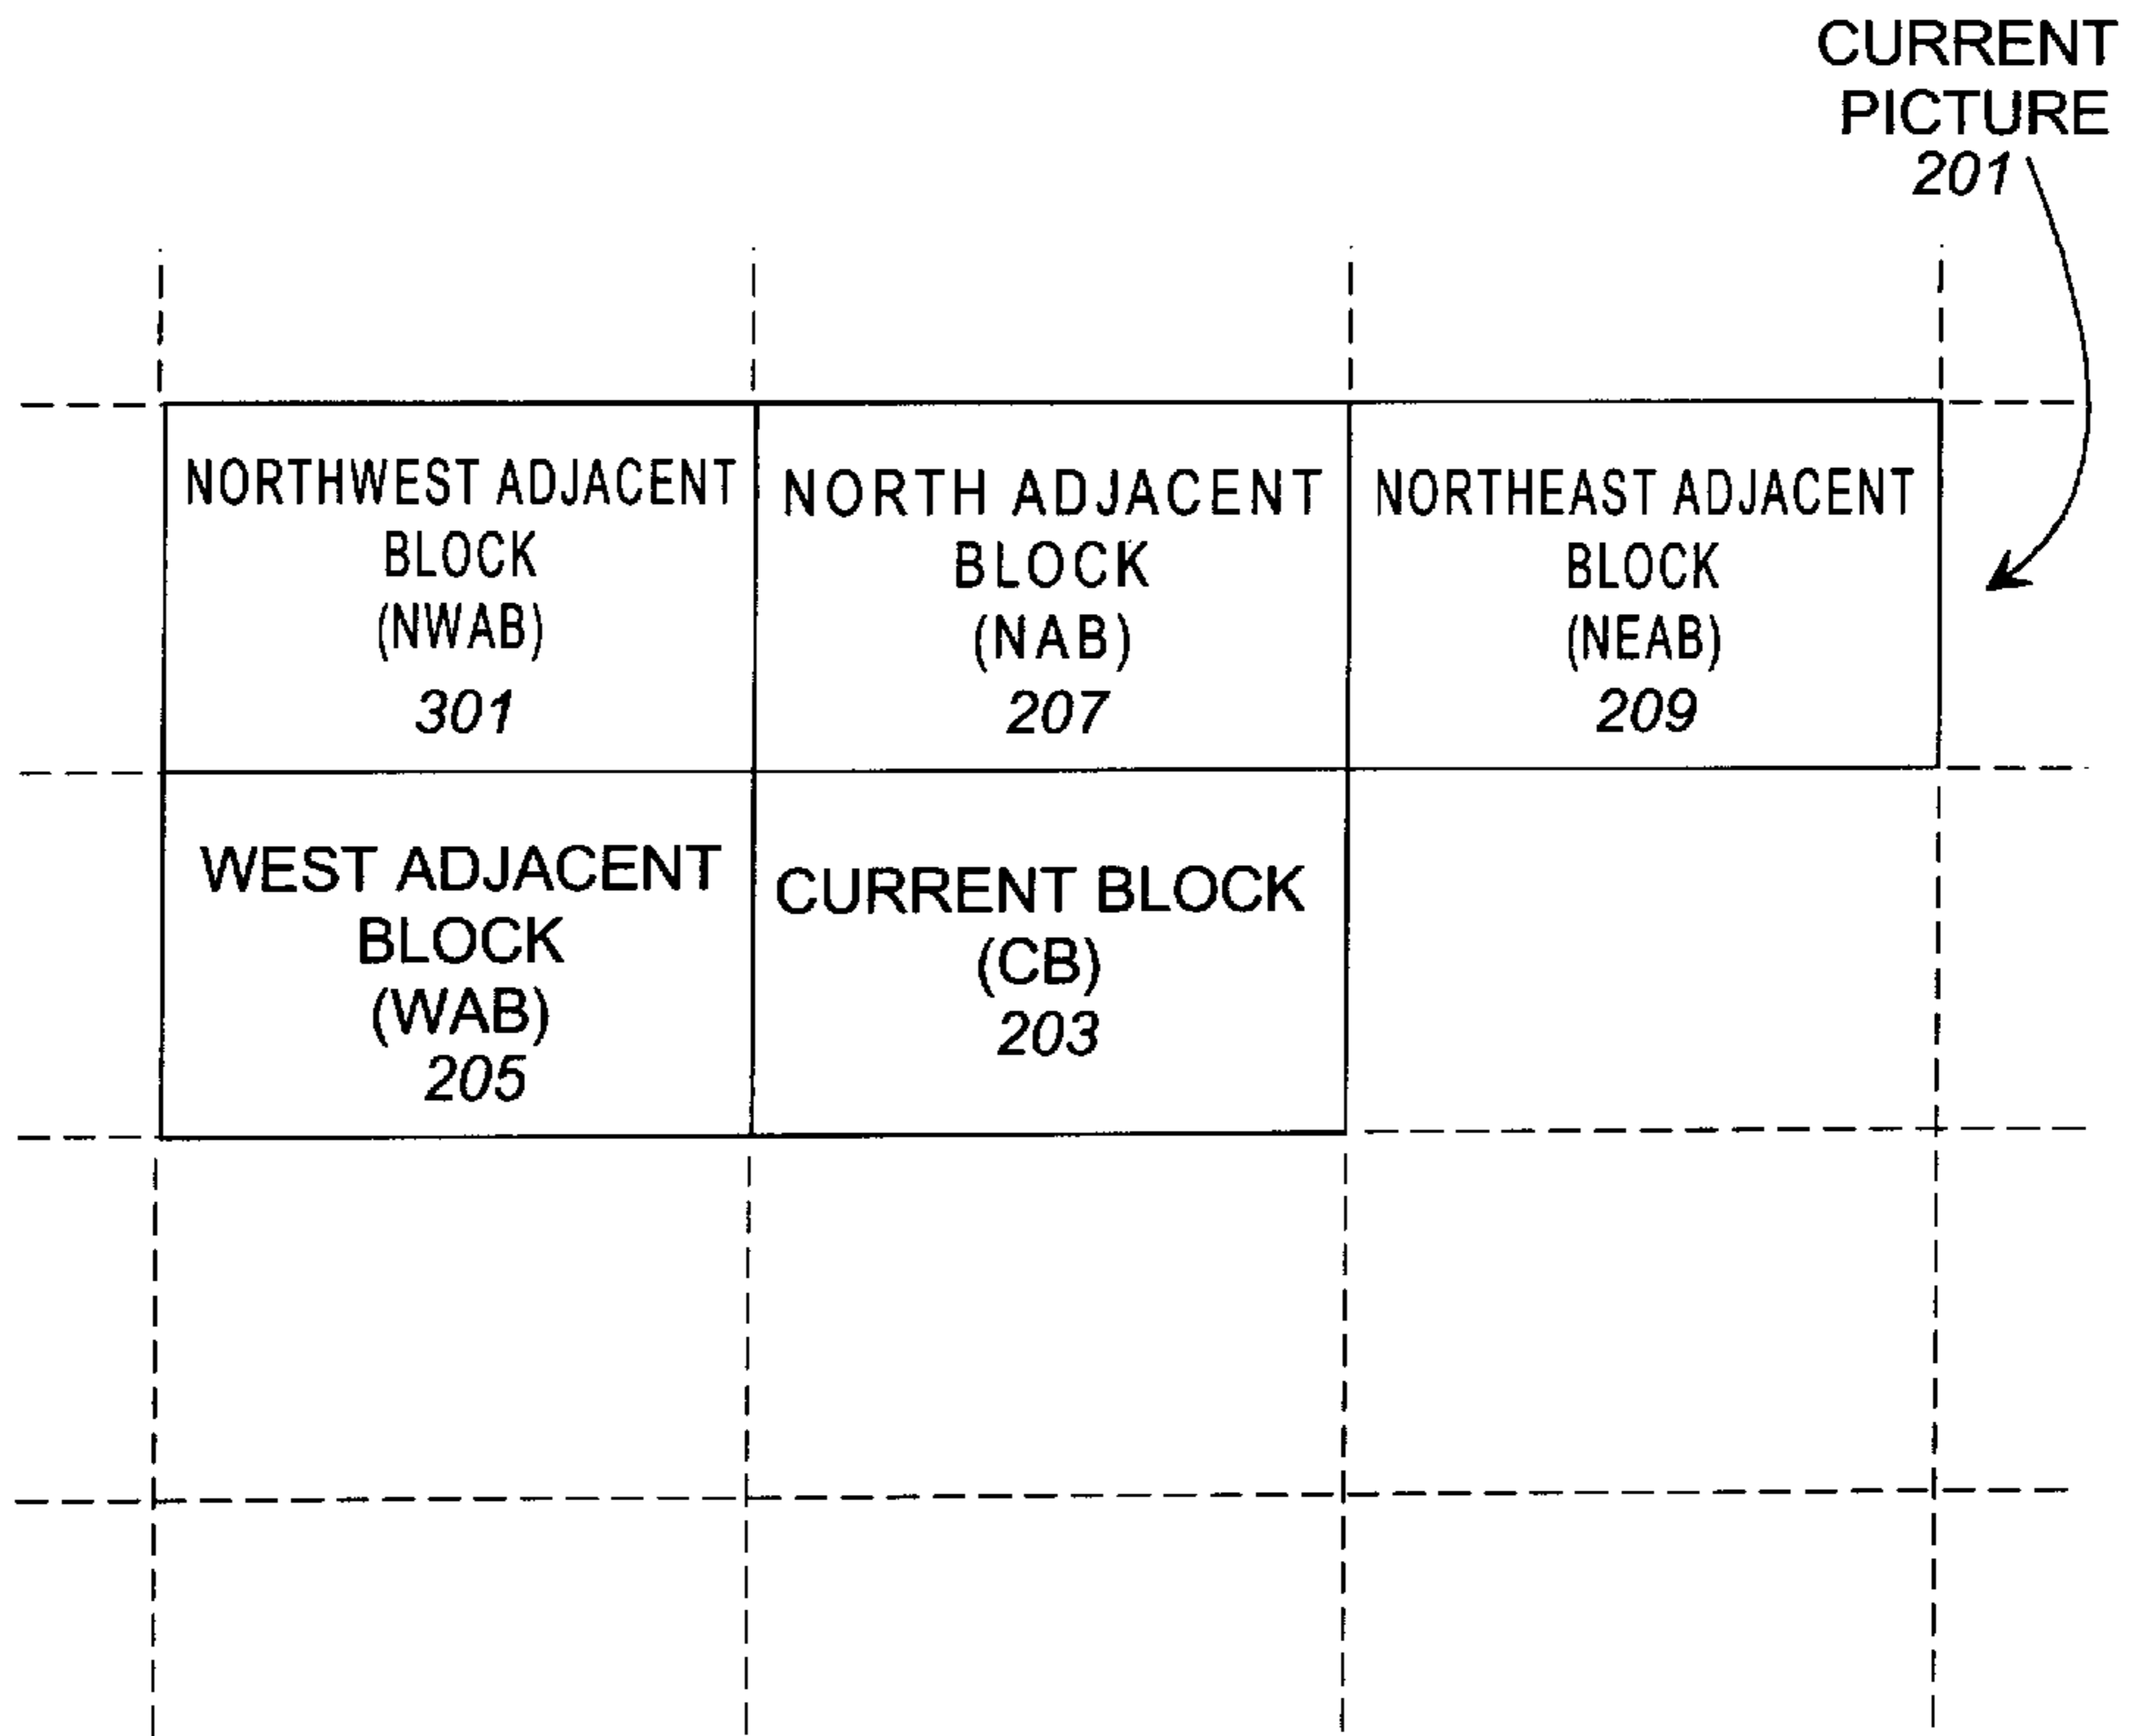 CURRENT
PICTURE
201
NORTHWEST ADJACENT
BLOCK
(NWAB)
301
NORTH ADJACENT
BLOCK
(NAB)
207
NORTHEAST ADJACENT
BLOCK
(NEAB)
209
WEST ADJACENT
BLOCK
(WAB)
205
CURRENT BLOCK
(CB)
203